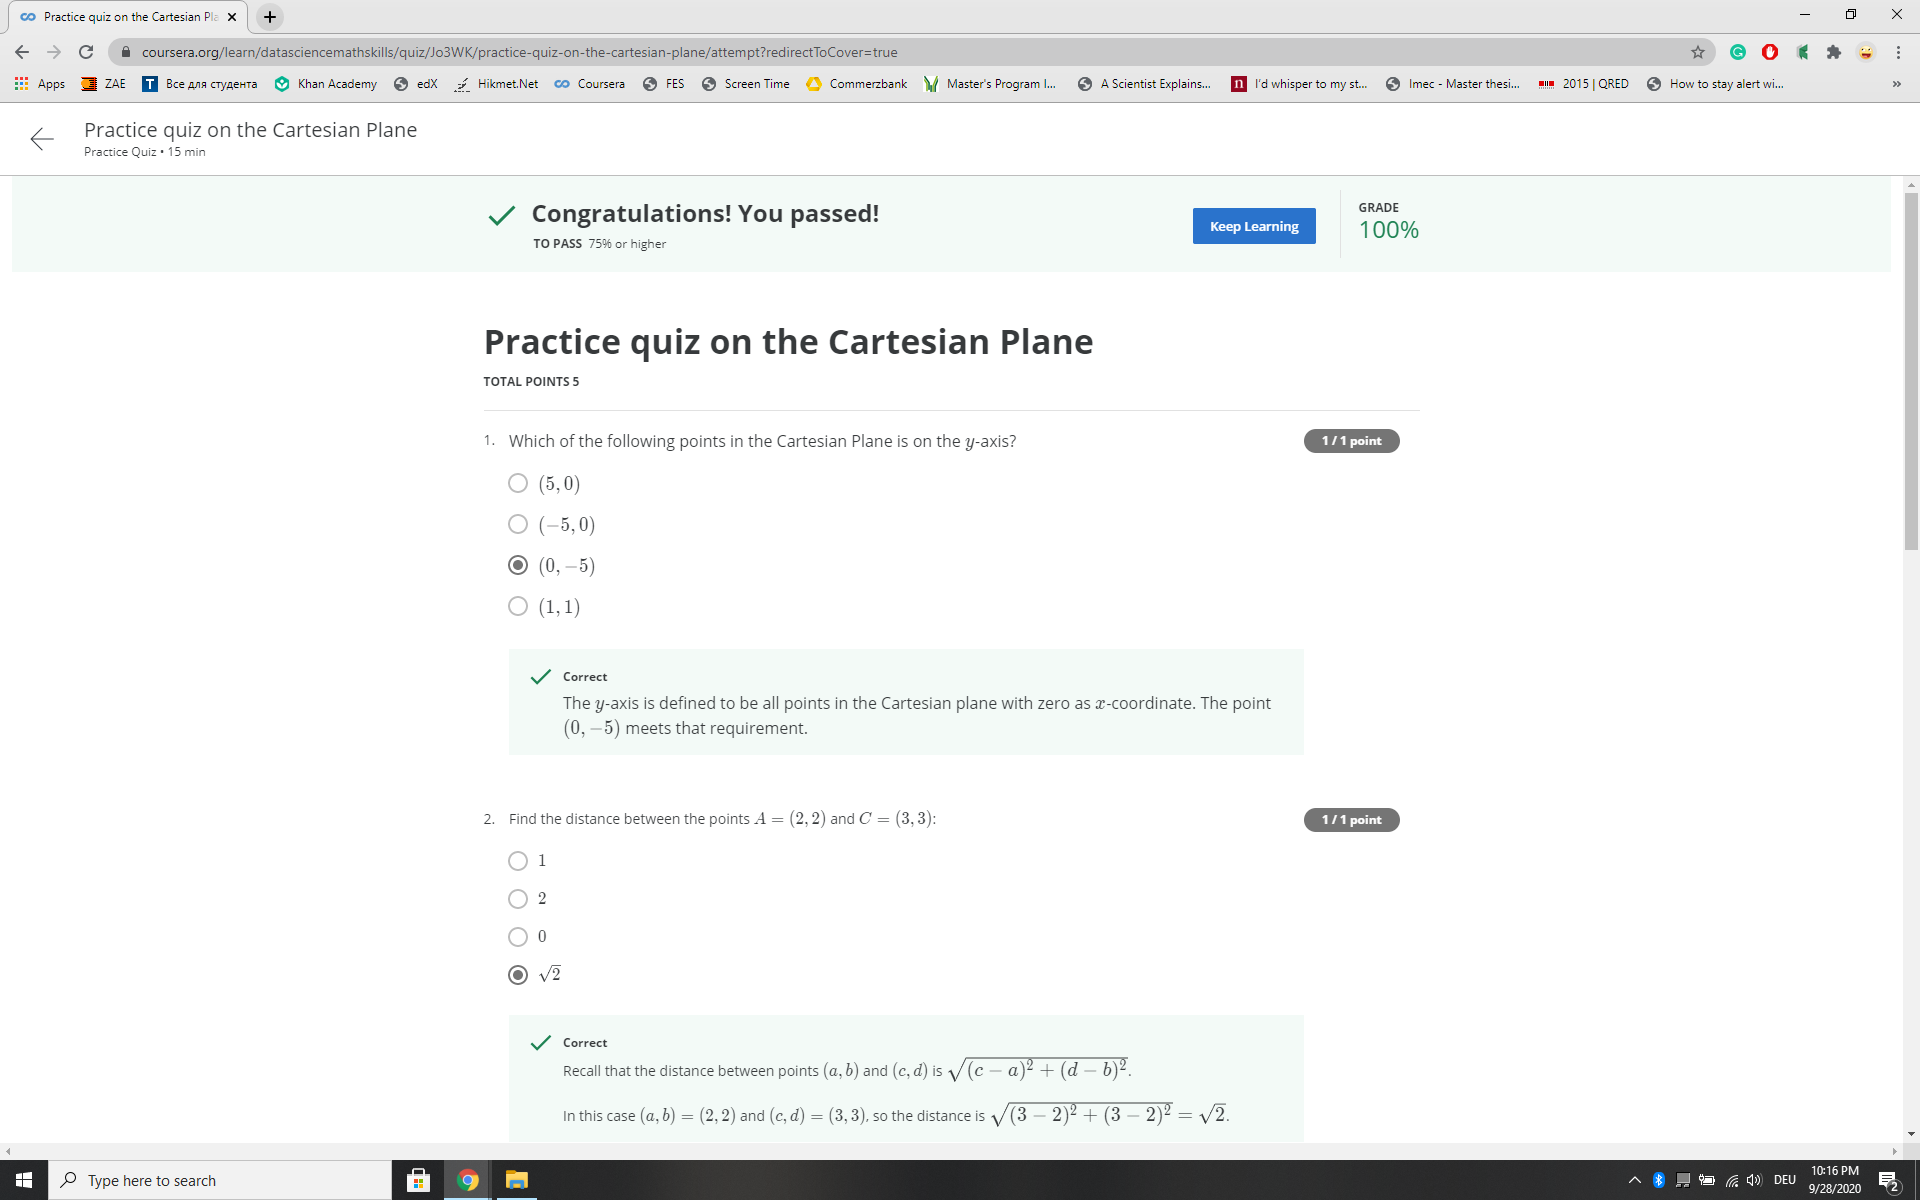 Practice quiz on the Cartesian Pla
coursera.org/learn/datasciencemathskills/quiz/Jo3WK/practice-quiz-on-the-cartesian-plane/attempt?redirectToCover=true
Apps ZAE T Все для студента Khan Academy edX Hikmet.Net Coursera FES Screen Time Commerzbank Master's Program I... A Scientist Explains... n I'd whisper to my st... Imec - Master thesi... 2015 | QRED How to stay alert wi... »
Practice quiz on the Cartesian Plane
Practice Quiz • 15 min
Congratulations! You passed!
TO PASS 75% or higher
Keep Learning
GRADE
100%
Practice quiz on the Cartesian Plane
TOTAL POINTS 5
1. Which of the following points in the Cartesian Plane is on the y-axis?
1 / 1 point
(5, 0)
(−5, 0)
(0, −5)
(1, 1)
Correct
The y-axis is defined to be all points in the Cartesian plane with zero as x-coordinate. The point
(0, −5) meets that requirement.
2. Find the distance between the points A = (2, 2) and C = (3, 3):
1 / 1 point
1
2
0
√2
Correct
Recall that the distance between points (a, b) and (c, d) is √(c − a)² + (d − b)².
In this case (a, b) = (2, 2) and (c, d) = (3, 3), so the distance is √(3 − 2)² + (3 − 2)² = √2.
Type here to search
DEU
10:16 PM
9/28/2020
2